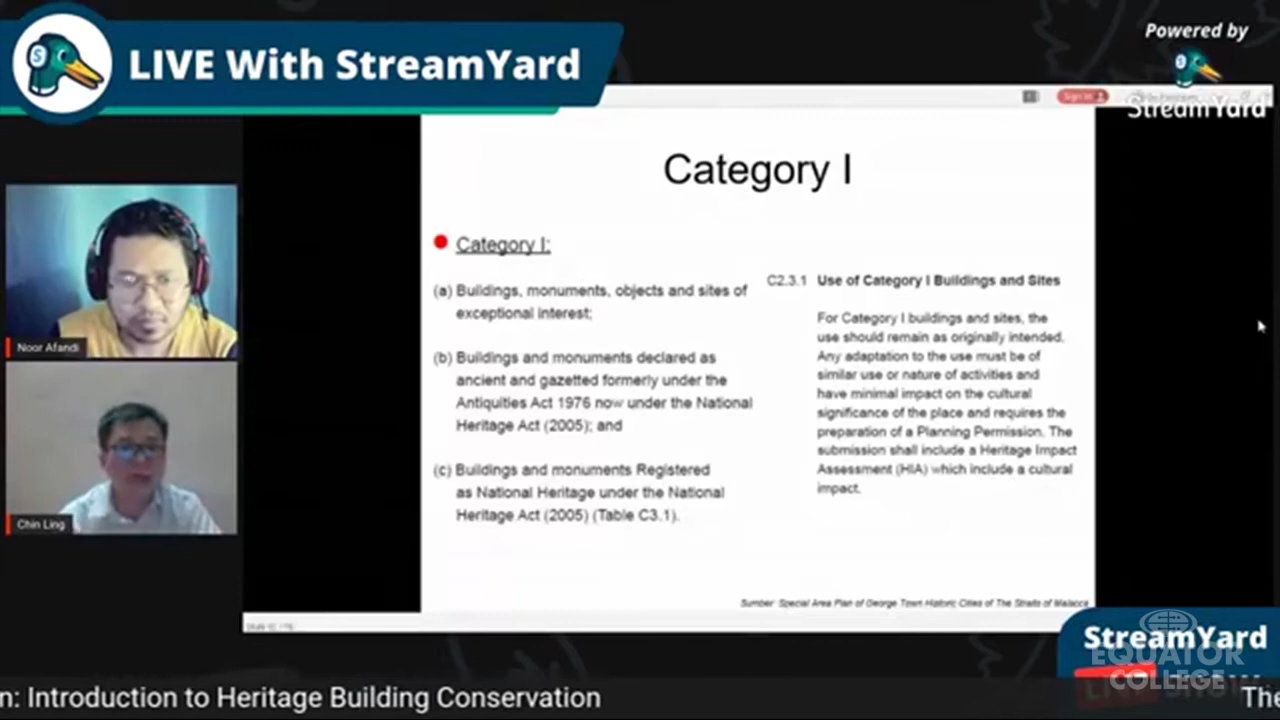 LIVE With StreamYard
Powered by
StreamYard
Sign in
Category I
Category I:
(a) Buildings, monuments, objects and sites of
exceptional interest;
(b) Buildings and monuments declared as
ancient and gazetted formerly under the
Antiquities Act 1976 now under the National
Heritage Act (2005); and
(c) Buildings and monuments Registered
as National Heritage under the National
Heritage Act (2005) (Table C3.1).
C2.3.1 Use of Category I Buildings and Sites
For Category I buildings and sites, the
use should remain as originally intended.
Any adaptation to the use must be of
similar use or nature of activities and
have minimal impact on the cultural
significance of the place and requires the
preparation of a Planning Permission. The
submission shall include a Heritage Impact
Assessment (HIA) which include a cultural
impact.
Sumber: Special Area Plan of George Town Historic Cities of The Straits of Malacca
Noor Afandi
Chin Ling
StreamYard
EQUATOR
COLLEGE
n: Introduction to Heritage Building Conservation
The